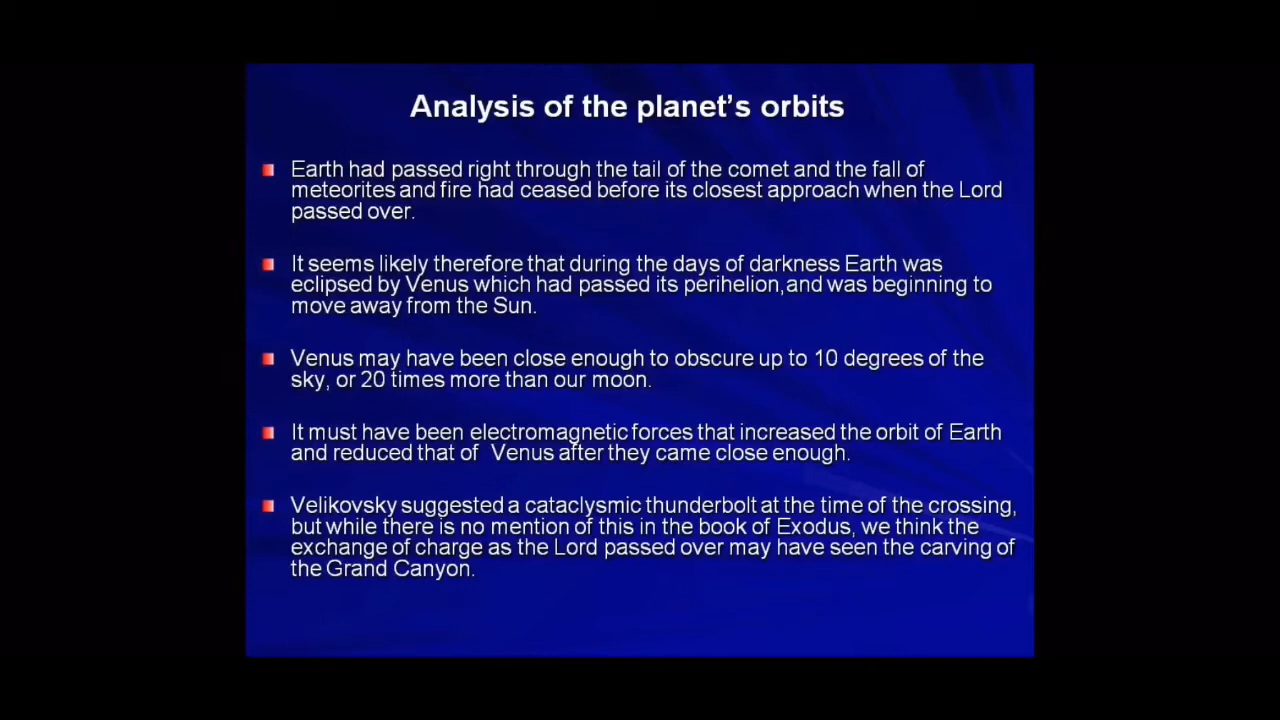 Analysis of the planet's orbits
Earth had passed right through the tail of the comet and the fall of
meteorites and fire had ceased before its closest approach when the Lord
passed over.
It seems likely therefore that during the days of darkness Earth was
eclipsed by Venus which had passed its perihelion, and was beginning to
move away from the Sun.
Venus may have been close enough to obscure up to 10 degrees of the
sky, or 20 times more than our moon.
It must have been electromagnetic forces that increased the orbit of Earth
and reduced that of Venus after they came close enough.
Velikovsky suggested a cataclysmic thunderbolt at the time of the crossing,
but while there is no mention of this in the book of Exodus, we think the
exchange of charge as the Lord passed over may have seen the carving of
the Grand Canyon.